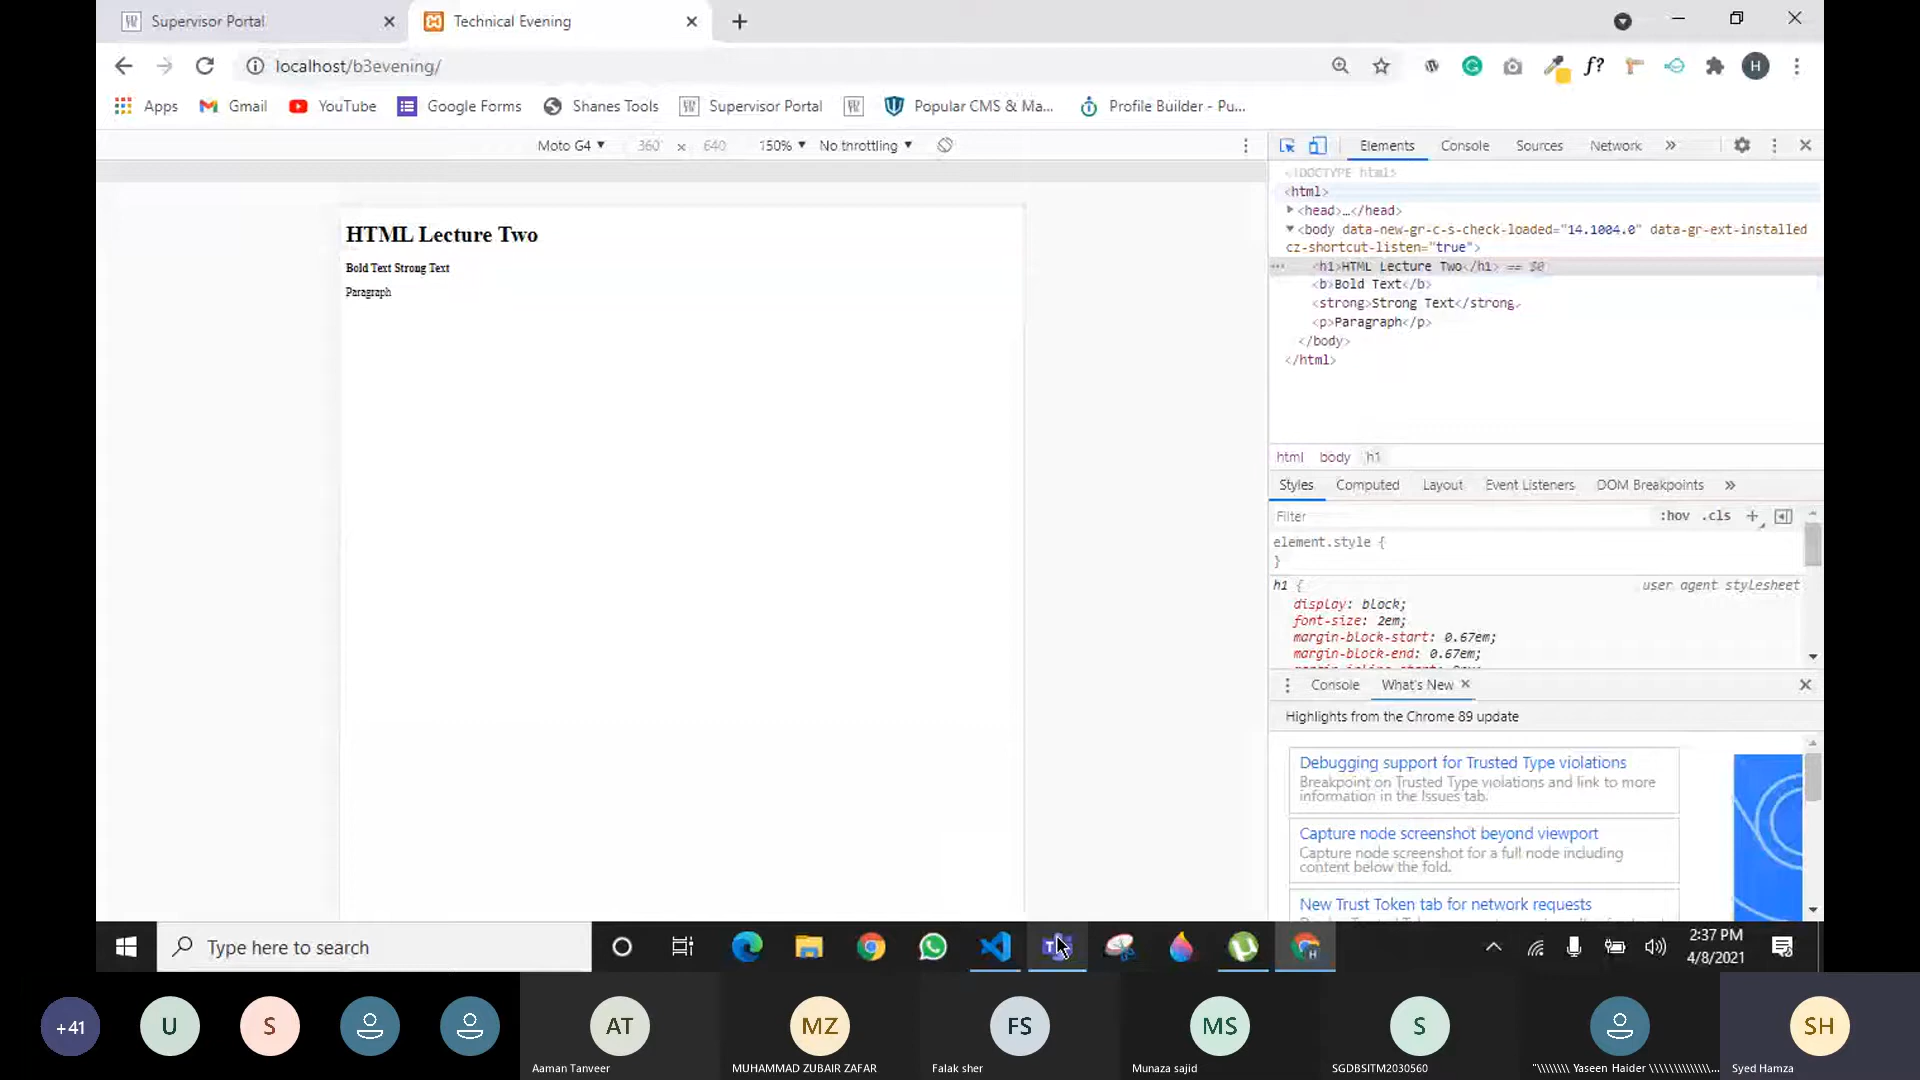 Supervisor Portal
Technical Evening
localhost/b3evening/
f?
H
Apps
Gmail
YouTube
Google Forms
Shanes Tools
Supervisor Portal
Popular CMS & Ma...
Profile Builder - Pu...
Moto G4 ▼ 360 × 640 150% ▼ No throttling ▼
Elements Console Sources Network »
<!DOCTYPE html>
<html>
<head>…</head>
<body data-new-gr-c-s-check-loaded="14.1004.0" data-gr-ext-installed
cz-shortcut-listen="true">
<h1>HTML Lecture Two</h1> == $0
<b>Bold Text</b>
<strong>Strong Text</strong>
<p>Paragraph</p>
</body>
</html>
HTML Lecture Two
Bold Text Strong Text
Paragraph
html body h1
Styles Computed Layout Event Listeners DOM Breakpoints »
Filter :hov .cls +
element.style {
}
h1 { user agent stylesheet
display: block;
font-size: 2em;
margin-block-start: 0.67em;
margin-block-end: 0.67em;
Console What's New
Highlights from the Chrome 89 update
Debugging support for Trusted Type violations
Breakpoint on Trusted Type violations and link to more
information in the Issues tab.
Capture node screenshot beyond viewport
Capture node screenshot for a full node including
content below the fold.
New Trust Token tab for network requests
Type here to search
2:37 PM
4/8/2021
+41
U
S
AT
MZ
FS
MS
S
SH
Aaman Tanveer
MUHAMMAD ZUBAIR ZAFAR
Falak sher
Munaza sajid
SGDBSITM2030560
"\\\\\\\\ Yaseen Haider \\\\\\\\\\\\\...
Syed Hamza